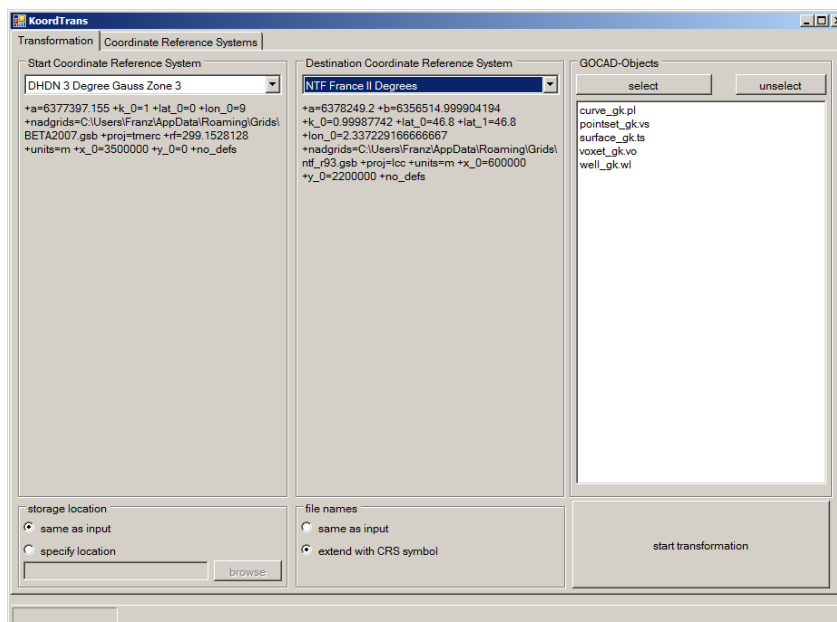 KoordTrans
Transformation
Coordinate Reference Systems
Start Coordinate Reference System
DHDN 3 Degree Gauss Zone 3
+a=6377397.155 +k_0=1 +lat_0=0 +lon_0=9
+nadgrids=C:\Users\Franz\AppData\Roaming\Grids\
BETA2007.gsb +proj=tmerc +rf=299.1528128
+units=m +x_0=3500000 +y_0=0 +no_defs
Destination Coordinate Reference System
NTF France II Degrees
+a=6378249.2 +b=6356514.999904194
+k_0=0.99987742 +lat_0=46.8 +lat_1=46.8
+lon_0=2.337229166666667
+nadgrids=C:\Users\Franz\AppData\Roaming\Grids\
ntf_r93.gsb +proj=lcc +units=m +x_0=600000
+y_0=2200000 +no_defs
GOCAD-Objects
select
unselect
curve_gk.pl
pointset_gk.vs
surface_gk.ts
voxet_gk.vo
well_gk.wl
storage location
same as input
specify location
browse
file names
same as input
extend with CRS symbol
start transformation